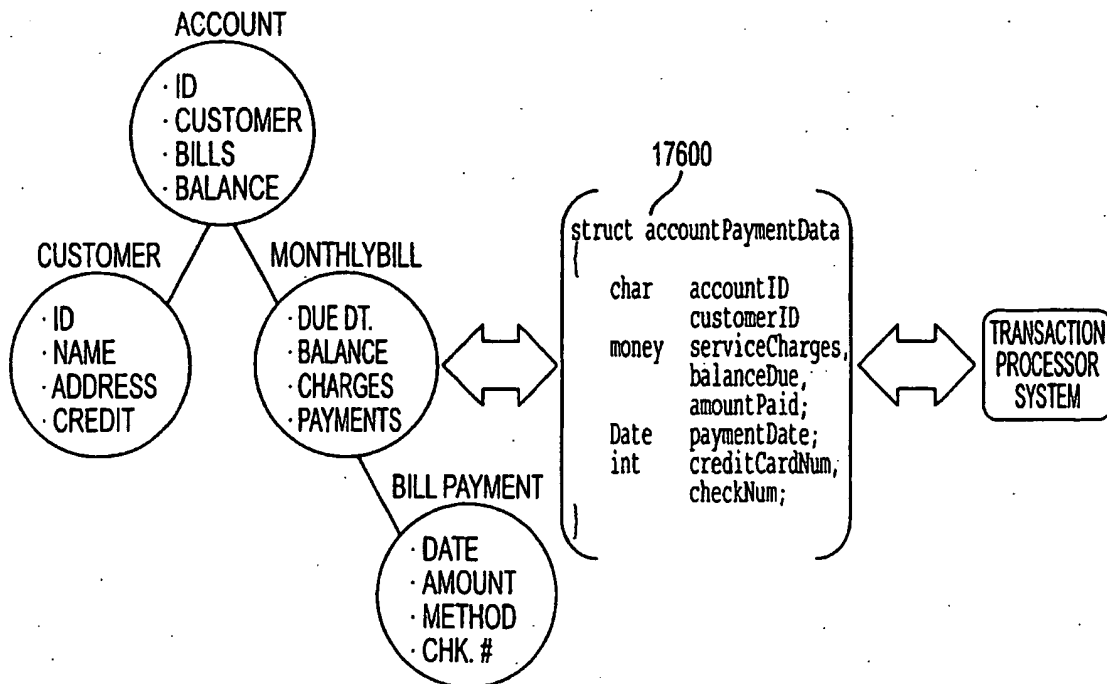 ACCOUNT
· ID
· CUSTOMER
· BILLS
· BALANCE
CUSTOMER
· ID
· NAME
· ADDRESS
· CREDIT
MONTHLYBILL
· DUE DT.
· BALANCE
· CHARGES
· PAYMENTS
BILL PAYMENT
· DATE
· AMOUNT
· METHOD
· CHK. #
17600
struct accountPaymentData
(
char accountID
customerID
money serviceCharges,
balanceDue,
amountPaid;
Date paymentDate;
int creditCardNum,
checkNum;
)
TRANSACTION
PROCESSOR
SYSTEM